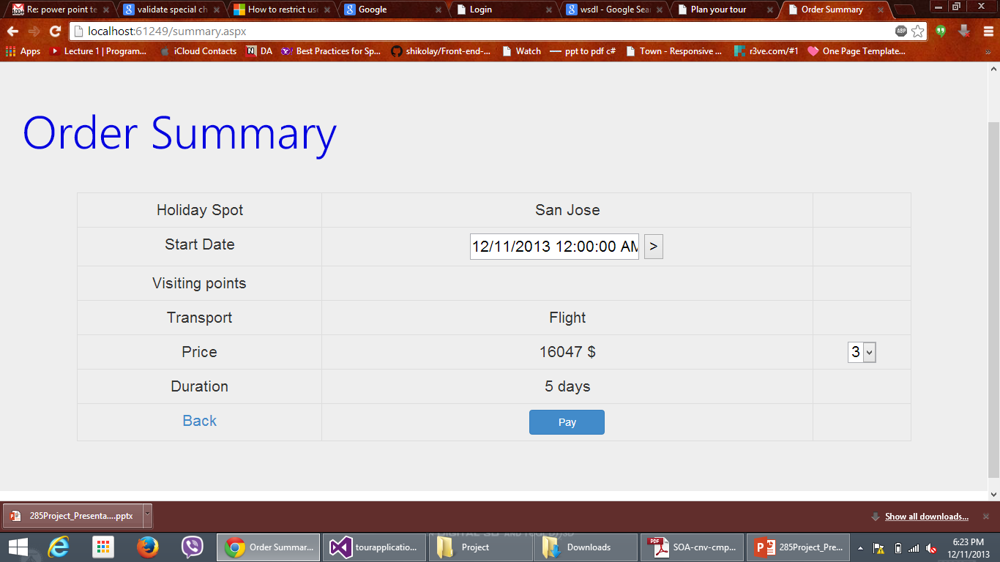 Re: power point te
validate special ch
How to restrict use
Google
Login
wsdl - Google Sear
Plan your tour
Order Summary
localhost:61249/summary.aspx
ABP
Apps
Lecture 1 | Program...
iCloud Contacts
DA
Best Practices for Sp...
shikolay/Front-end-...
Watch
ppt to pdf c#
Town - Responsive ...
r3ve.com/#1
One Page Template...
»
Order Summary
Holiday Spot San Jose
Start Date 12/11/2013 12:00:00 AM >
Visiting points
Transport Flight
Price 16047 $ 3
Duration 5 days
Back Pay
285Project_Presenta....pptx
Show all downloads...
Order Summar...
tourapplicatio...
Project
Downloads
PDF
SOA-cnv-cmp...
285Project_Pre...
6:23 PM
12/11/2013